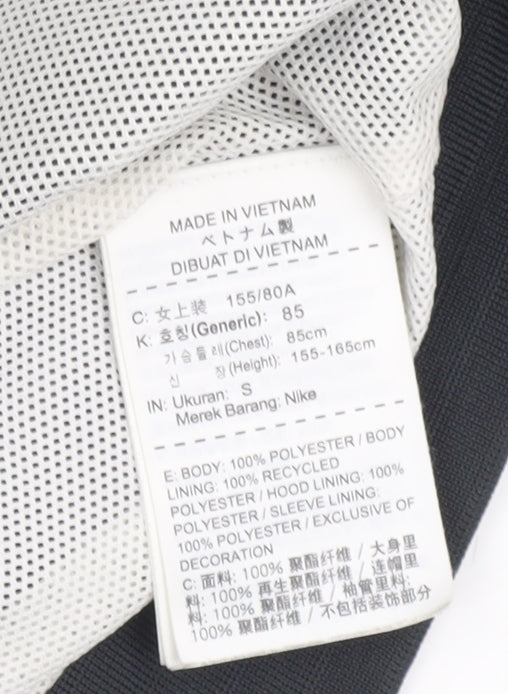 MADE IN VIETNAM
ベトナム製
DIBUAT DI VIETNAM
C: 女上装 155/80A
K: 호칭(Generic): 85
가슴둘레(Chest): 85cm
신 장(Height): 155-165cm
IN: Ukuran: S
Merek Barang: Nike
E: BODY: 100% POLYESTER / BODY
LINING: 100% RECYCLED
POLYESTER / HOOD LINING: 100%
POLYESTER / SLEEVE LINING:
100% POLYESTER / EXCLUSIVE OF
DECORATION
C: 面料: 100% 聚酯纤维 / 大身里
料: 100% 再生聚酯纤维 / 连帽里
料: 100% 聚酯纤维 / 袖管里料:
100% 聚酯纤维 / 不包括装饰部分